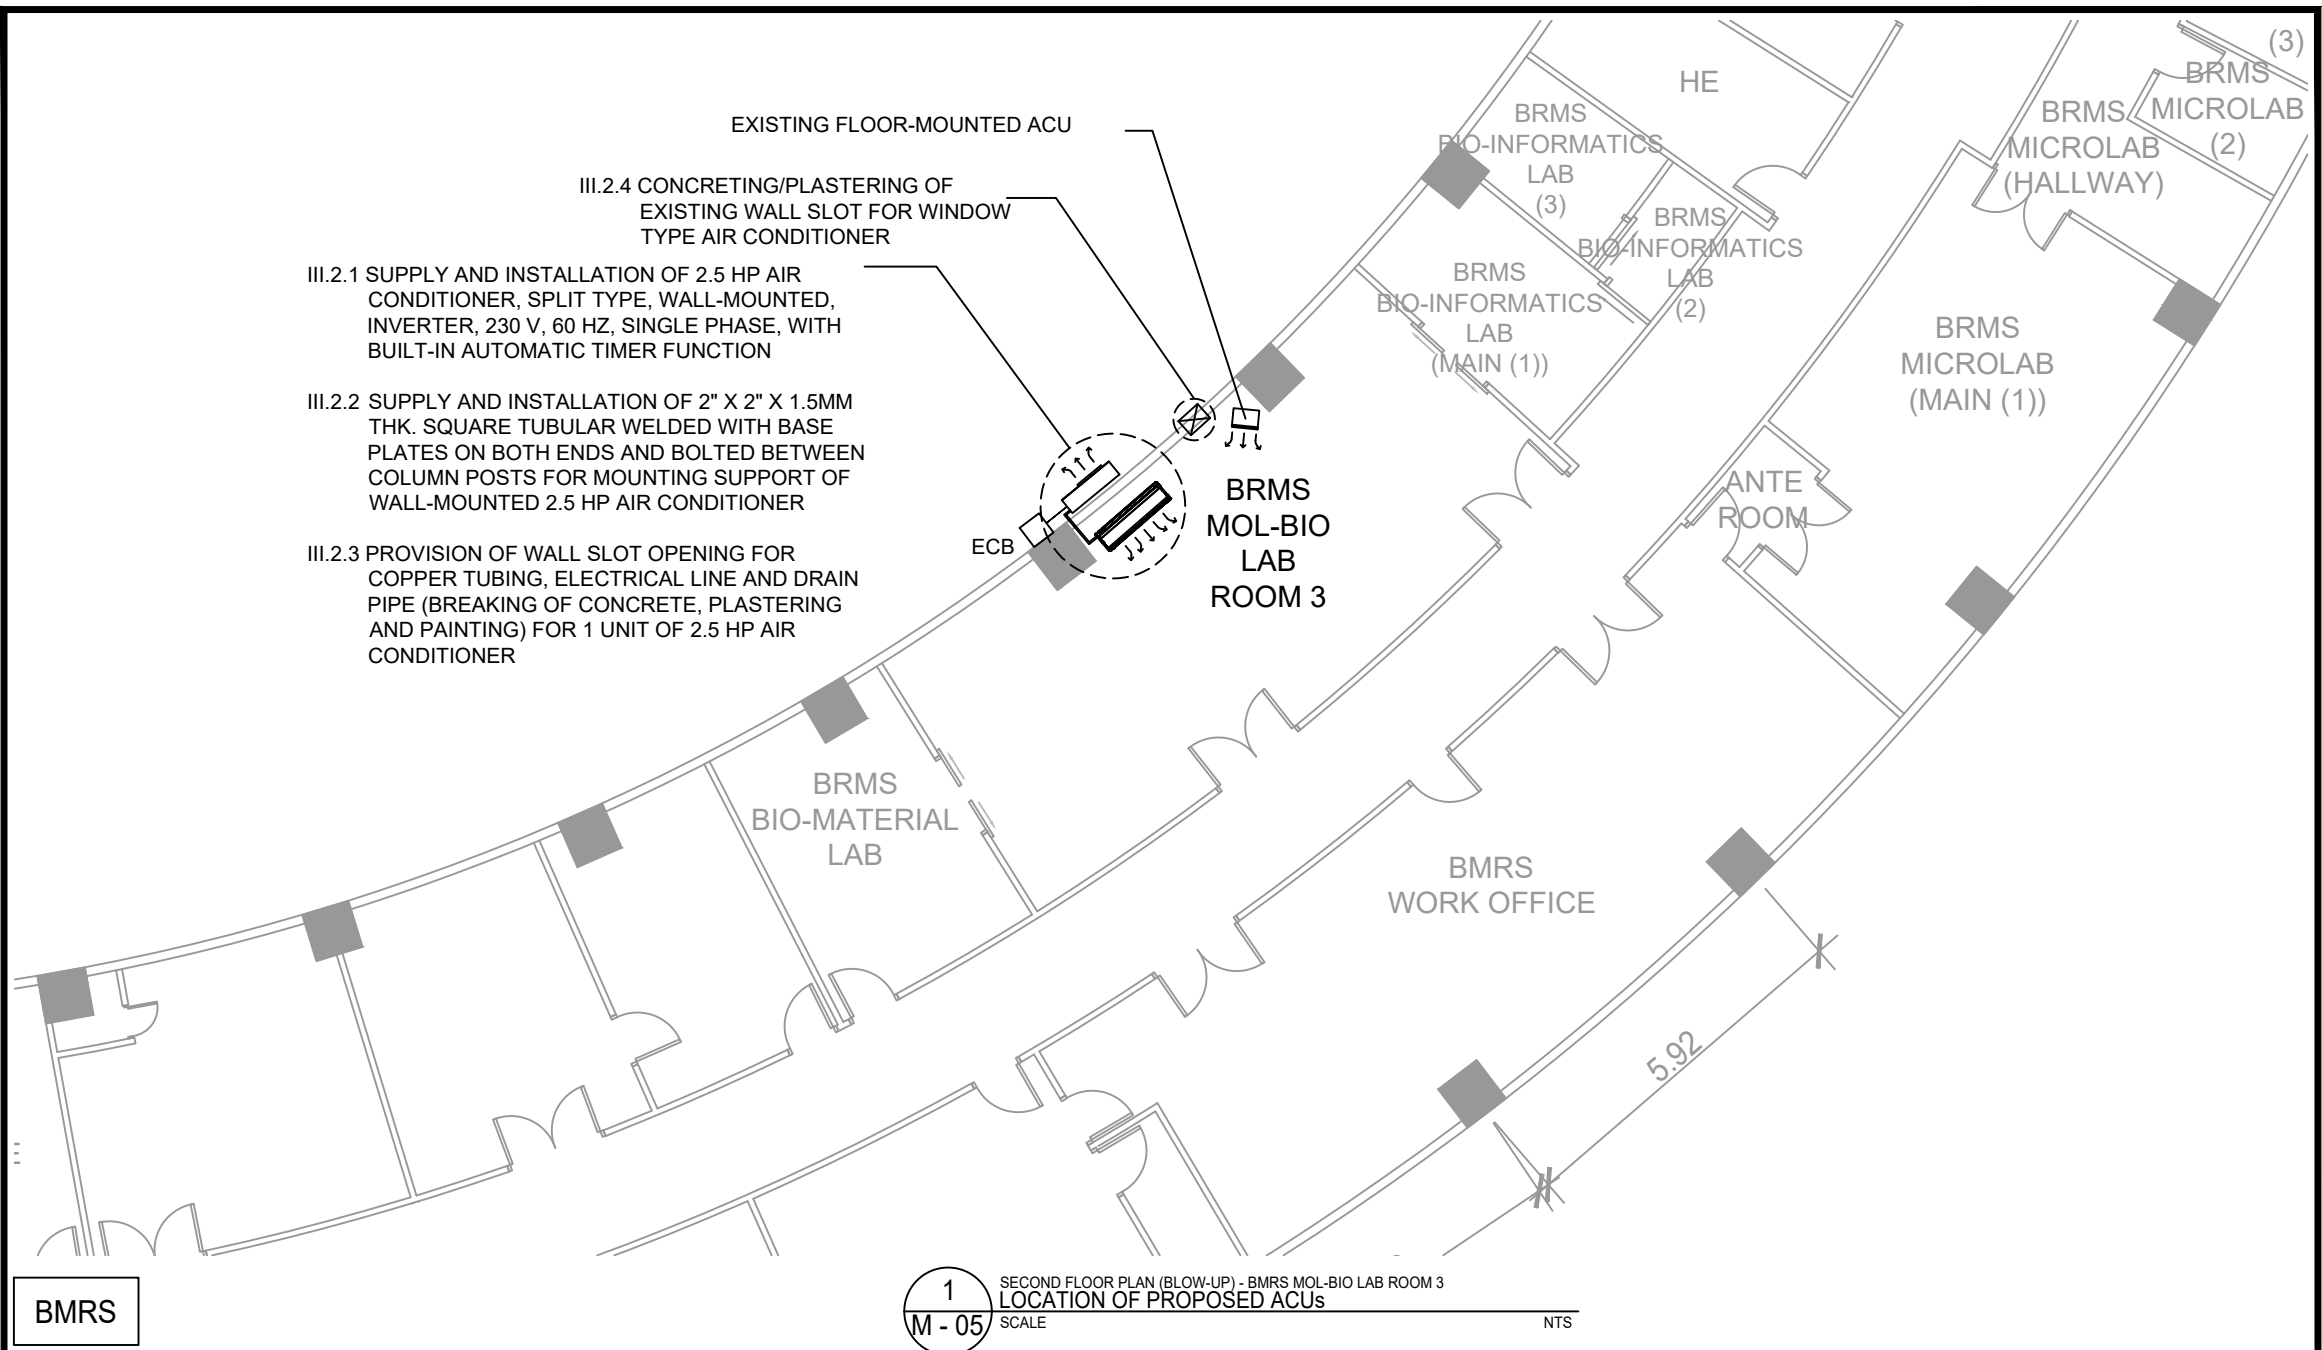 EXISTING FLOOR-MOUNTED ACU
III.2.4 CONCRETING/PLASTERING OF
EXISTING WALL SLOT FOR WINDOW
TYPE AIR CONDITIONER
III.2.1 SUPPLY AND INSTALLATION OF 2.5 HP AIR
CONDITIONER, SPLIT TYPE, WALL-MOUNTED,
INVERTER, 230 V, 60 HZ, SINGLE PHASE, WITH
BUILT-IN AUTOMATIC TIMER FUNCTION
III.2.2 SUPPLY AND INSTALLATION OF 2" X 2" X 1.5MM
THK. SQUARE TUBULAR WELDED WITH BASE
PLATES ON BOTH ENDS AND BOLTED BETWEEN
COLUMN POSTS FOR MOUNTING SUPPORT OF
WALL-MOUNTED 2.5 HP AIR CONDITIONER
III.2.3 PROVISION OF WALL SLOT OPENING FOR
COPPER TUBING, ELECTRICAL LINE AND DRAIN
PIPE (BREAKING OF CONCRETE, PLASTERING
AND PAINTING) FOR 1 UNIT OF 2.5 HP AIR
CONDITIONER
ECB
BRMS
MOL-BIO
LAB
ROOM 3
HE
BRMS
BIO-INFORMATICS
LAB
(3)
BRMS
BIO-INFORMATICS
LAB
(2)
BRMS
BIO-INFORMATICS
LAB
(MAIN (1))
(3)
BRMS
MICROLAB
(2)
BRMS
MICROLAB
(HALLWAY)
BRMS
MICROLAB
(MAIN (1))
ANTE
ROOM
BRMS
BIO-MATERIAL
LAB
BMRS
WORK OFFICE
5.92
E
BMRS
1
M - 05
SECOND FLOOR PLAN (BLOW-UP) - BMRS MOL-BIO LAB ROOM 3
LOCATION OF PROPOSED ACUs
SCALE
NTS